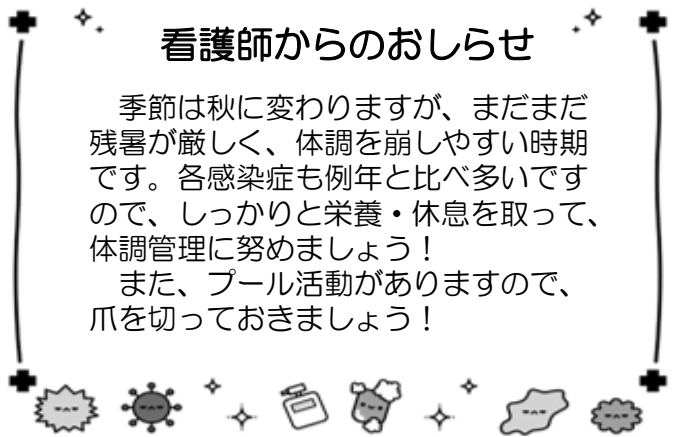 看護師からのおしらせ
　季節は秋に変わりますが、まだまだ
残暑が厳しく、体調を崩しやすい時期
です。各感染症も例年と比べ多いです
ので、しっかりと栄養・休息を取って、
体調管理に努めましょう！
　また、プール活動がありますので、
爪を切っておきましょう！